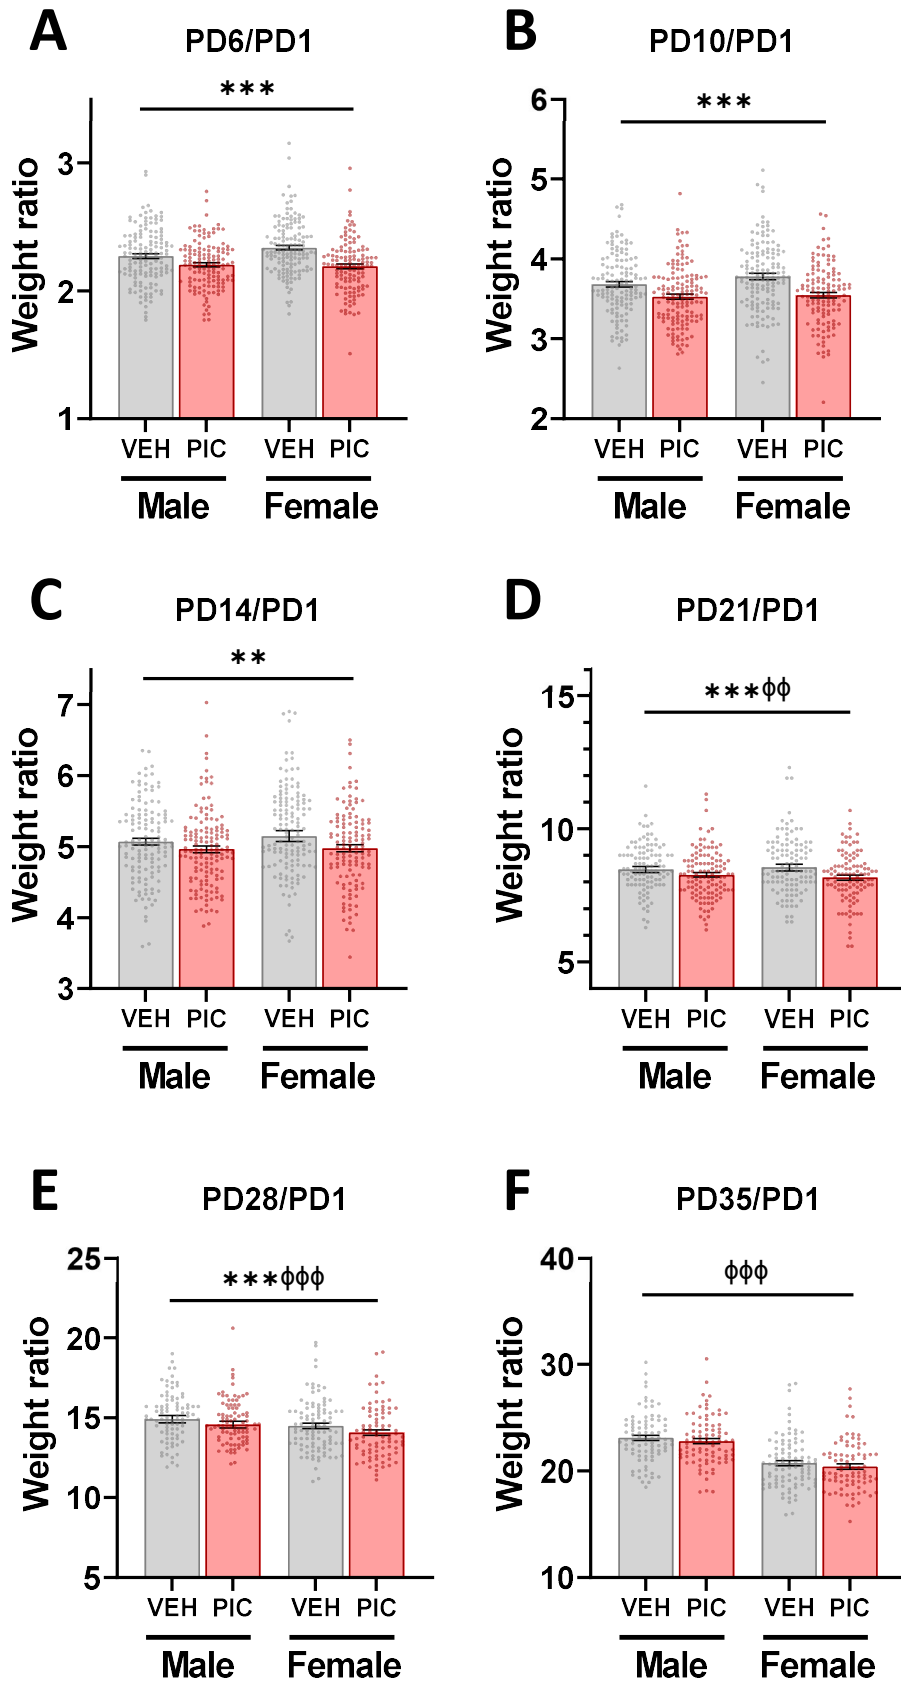 A PD6/PD1
***
Weight ratio
3
2
1
VEH PIC VEH PIC
Male Female
B PD10/PD1
***
Weight ratio
6
5
4
3
2
VEH PIC VEH PIC
Male Female
C PD14/PD1
**
Weight ratio
7
6
5
4
3
VEH PIC VEH PIC
Male Female
D PD21/PD1
***ϕϕ
Weight ratio
15
10
5
VEH PIC VEH PIC
Male Female
E PD28/PD1
***ϕϕϕ
Weight ratio
25
20
15
10
5
VEH PIC VEH PIC
Male Female
F PD35/PD1
ϕϕϕ
Weight ratio
40
30
20
10
VEH PIC VEH PIC
Male Female